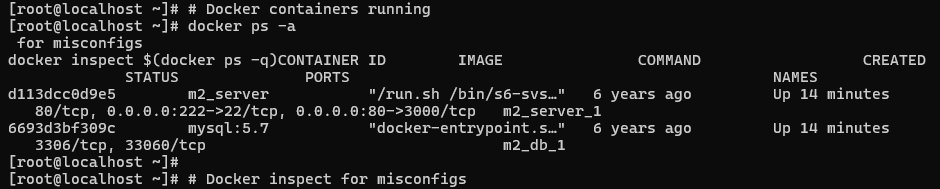 [root@localhost ~]# # Docker containers running
[root@localhost ~]# docker ps -a
 for misconfigs
docker inspect $(docker ps -q)CONTAINER ID        IMAGE               COMMAND                  CREATED
             STATUS              PORTS                                          NAMES
d113dcc0d9e5        m2_server           "/run.sh /bin/s6-svs…"   6 years ago         Up 14 minutes
   80/tcp, 0.0.0.0:222->22/tcp, 0.0.0.0:80->3000/tcp   m2_server_1
6693d3bf309c        mysql:5.7           "docker-entrypoint.s…"   6 years ago         Up 14 minutes
   3306/tcp, 33060/tcp                                 m2_db_1
[root@localhost ~]#
[root@localhost ~]# # Docker inspect for misconfigs